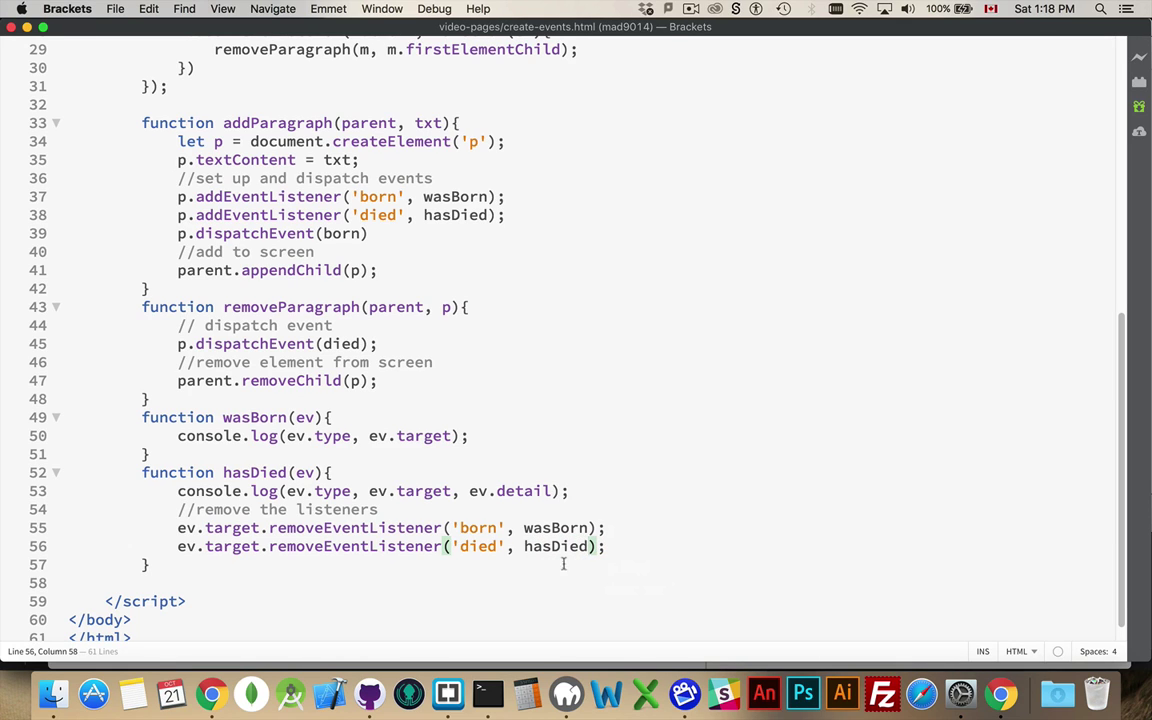 Brackets File Edit Find View Navigate Emmet Window Debug Help 100% Sat 1:18 PM
video-pages/create-events.html (mad9014) — Brackets
29 removeParagraph(m, m.firstElementChild);
30 })
31 });
32
33 function addParagraph(parent, txt){
34 let p = document.createElement('p');
35 p.textContent = txt;
36 //set up and dispatch events
37 p.addEventListener('born', wasBorn);
38 p.addEventListener('died', hasDied);
39 p.dispatchEvent(born)
40 //add to screen
41 parent.appendChild(p);
42 }
43 function removeParagraph(parent, p){
44 // dispatch event
45 p.dispatchEvent(died);
46 //remove element from screen
47 parent.removeChild(p);
48 }
49 function wasBorn(ev){
50 console.log(ev.type, ev.target);
51 }
52 function hasDied(ev){
53 console.log(ev.type, ev.target, ev.detail);
54 //remove the listeners
55 ev.target.removeEventListener('born', wasBorn);
56 ev.target.removeEventListener('died', hasDied);
57 }
58
59 </script>
60 </body>
61 </html>
Line 56, Column 58 — 61 Lines INS HTML Spaces: 4
OCT
21
An Ps Ai Fz